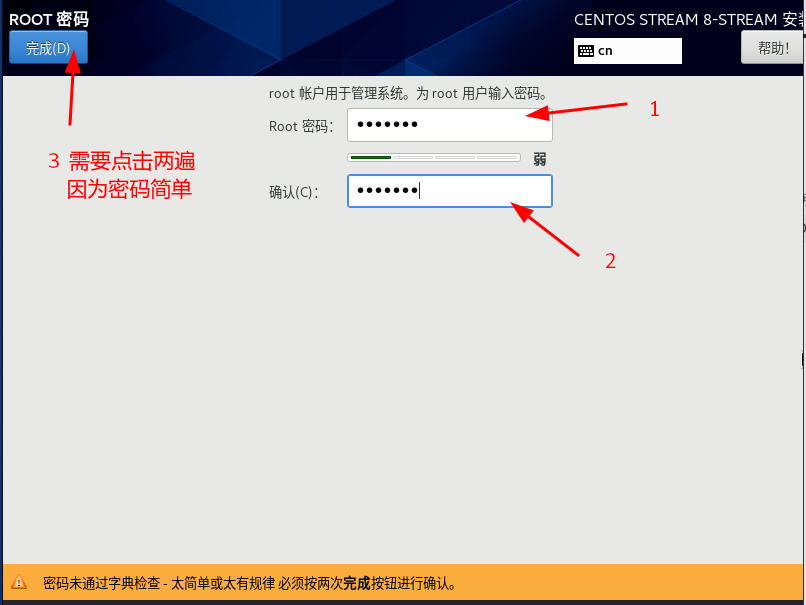 ROOT 密码
CENTOS STREAM 8-STREAM 安装
完成(D)
cn
帮助!
root 帐户用于管理系统。为 root 用户输入密码。
Root 密码：
●●●●●●●
1
弱
3 需要点击两遍
因为密码简单
确认(C)：
●●●●●●●
2
密码未通过字典检查 - 太简单或太有规律 必须按两次完成按钮进行确认。